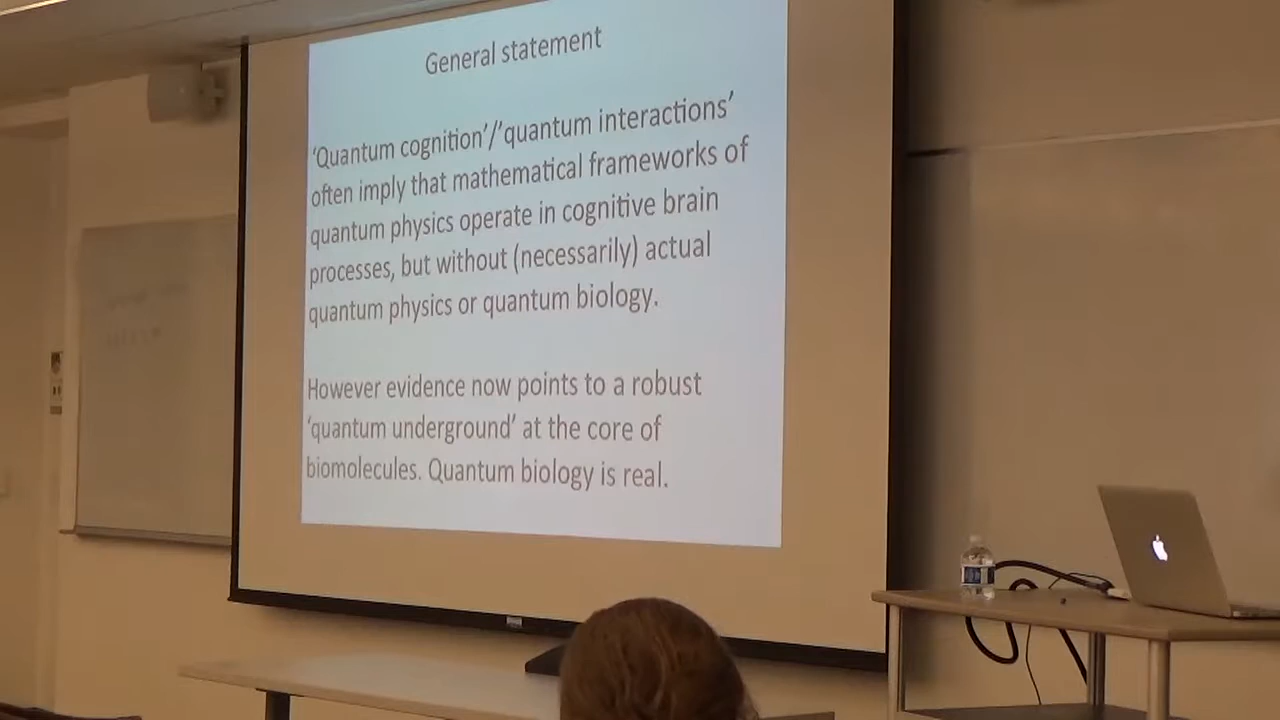 General statement
‘Quantum cognition’/’quantum interactions’
often imply that mathematical frameworks of
quantum physics operate in cognitive brain
processes, but without (necessarily) actual
quantum physics or quantum biology.
However evidence now points to a robust
‘quantum underground’ at the core of
biomolecules. Quantum biology is real.